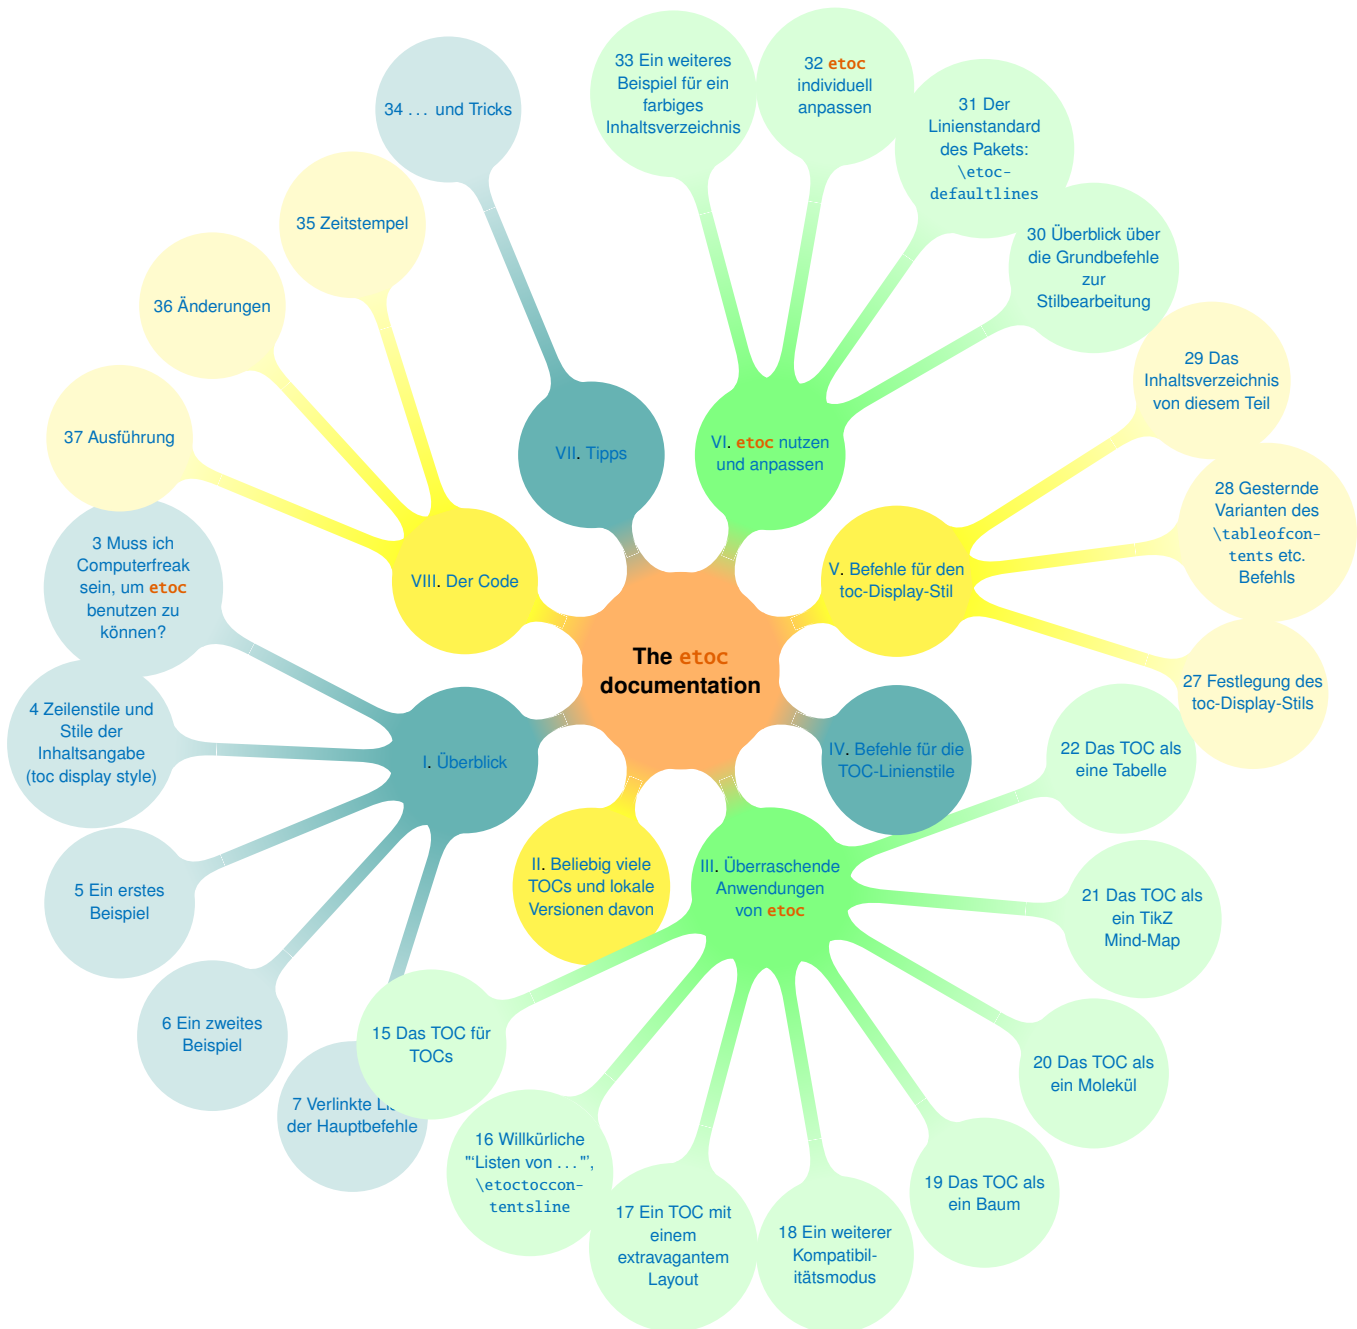 The etoc
documentation
I. Überblick
3 Muss ich
Computerfreak
sein, um etoc
benutzen zu
können?
4 Zeilenstile und
Stile der
Inhaltsangabe
(toc display style)
5 Ein erstes
Beispiel
6 Ein zweites
Beispiel
7 Verlinkte
der Hauptbefehle
II. Beliebig viele
TOCs und lokale
Versionen davon
III. Überraschende
Anwendungen
von etoc
15 Das TOC für
TOCs
16 Willkürliche
"‘Listen von ..."’,
\etoctoccon-
tentsline
17 Ein TOC mit
einem
extravagantem
Layout
18 Ein weiterer
Kompatibil-
itätsmodus
19 Das TOC als
ein Baum
20 Das TOC als
ein Molekül
21 Das TOC als
ein TikZ
Mind-Map
22 Das TOC als
eine Tabelle
IV. Befehle für die
TOC-Linienstile
V. Befehle für den
toc-Display-Stil
27 Festlegung des
toc-Display-Stils
28 Gesternde
Varianten des
\tableofcon-
tents etc.
Befehls
29 Das
Inhaltsverzeichnis
von diesem Teil
VI. etoc nutzen
und anpassen
30 Überblick über
die Grundbefehle
zur
Stilbearbeitung
31 Der
Linienstandard
des Pakets:
\etoc-
defaultlines
32 etoc
individuell
anpassen
33 Ein weiteres
Beispiel für ein
farbiges
Inhaltsverzeichnis
VII. Tipps
34 ... und Tricks
VIII. Der Code
35 Zeitstempel
36 Änderungen
37 Ausführung